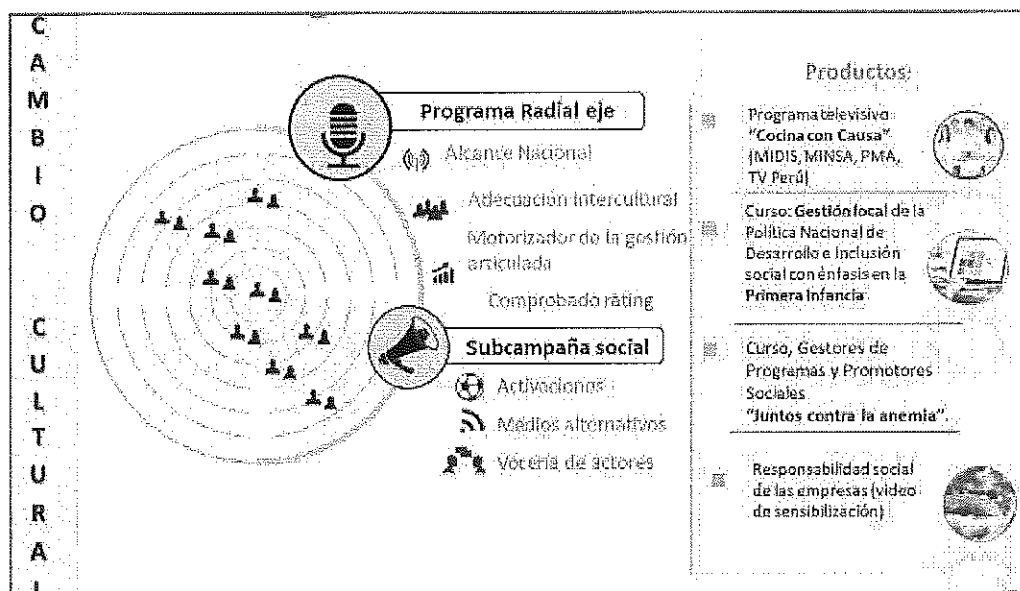 CAMBIO CULTURAL
Programa Radial eje
Alcance Nacional
Adecuación Intercultural
Motorizador de la gestión
articulada
Comprobado rating
Subcampaña social
Activaciones
Medios alternativos
Vocería de actores
Productos:
Programa televisivo
"Cocina con Causa"
(MIDIS, MINSA, PMA,
TV Perú)
Curso: Gestión local de la
Política Nacional de
Desarrollo e Inclusión
social con énfasis en la
Primera Infancia
Curso, Gestores de
Programas y Promotores
Sociales
"Juntos contra la anemia".
Responsabilidad social
de las empresas (video
de sensibilización)